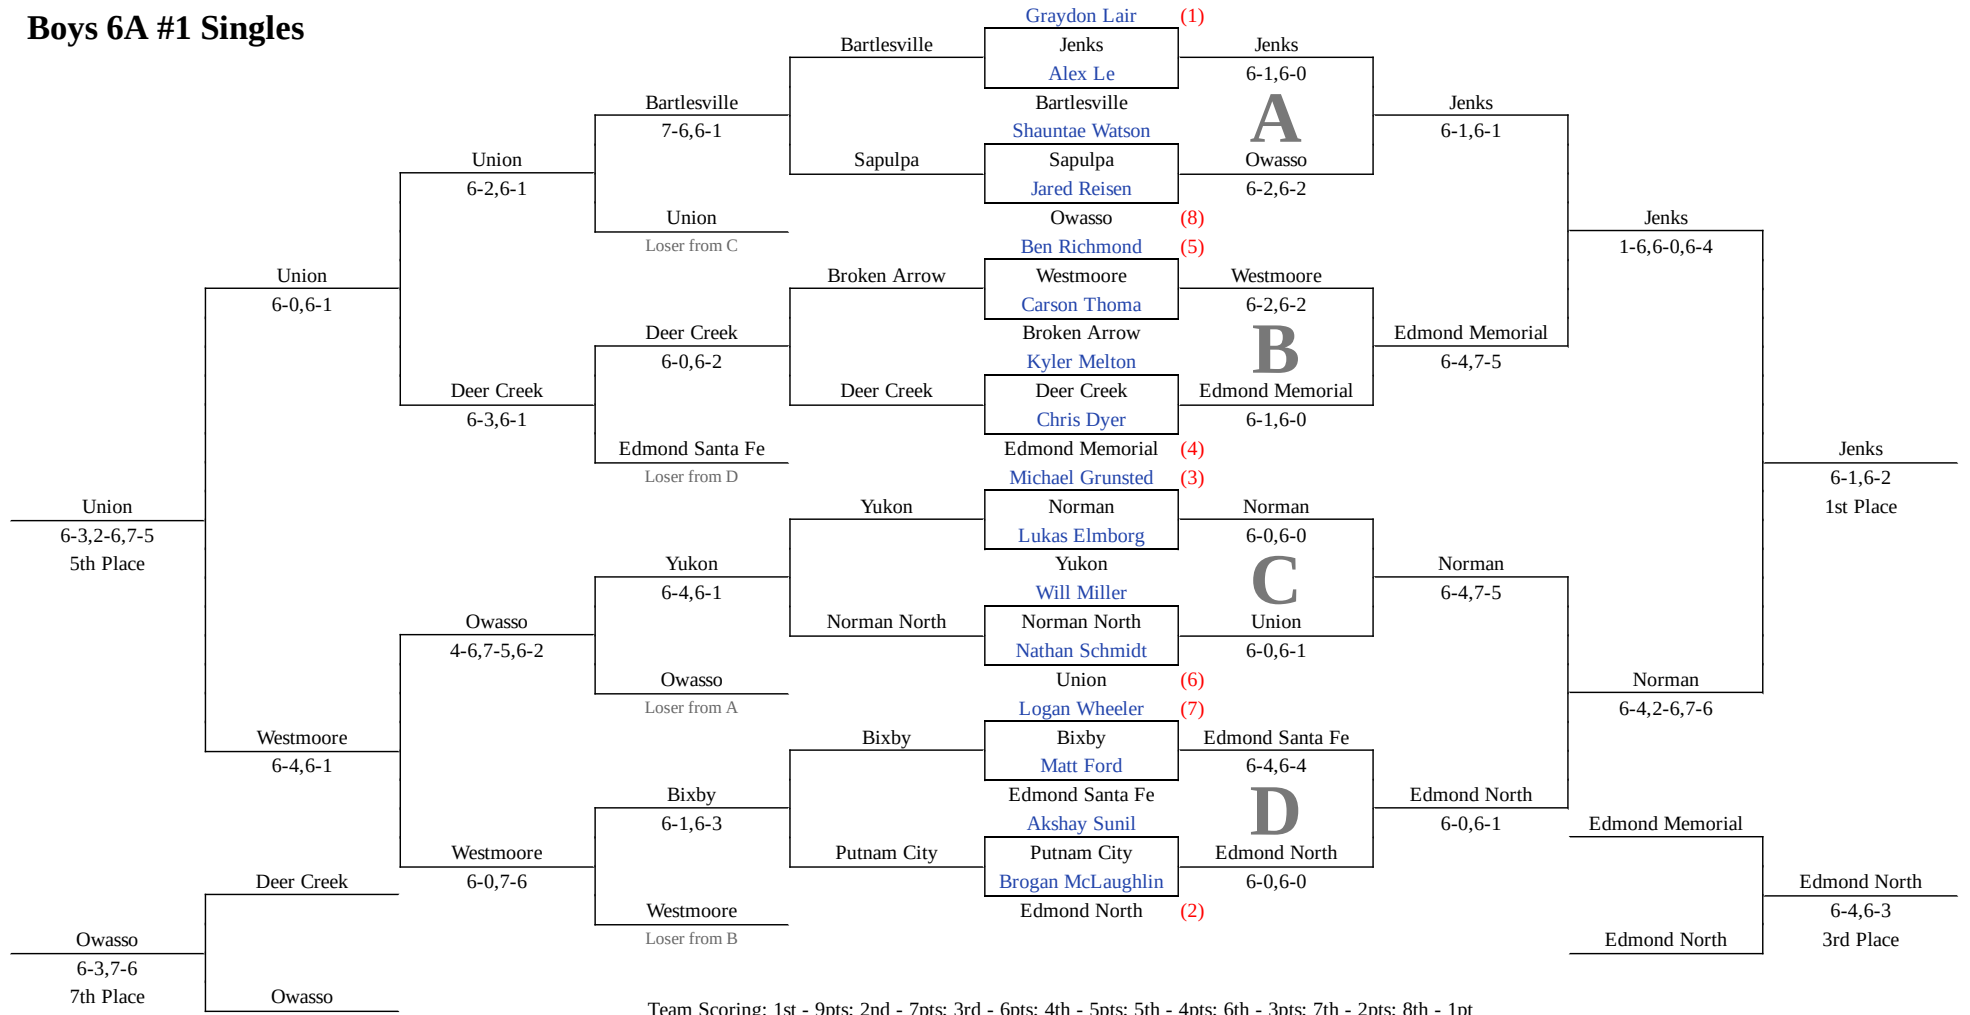 Boys 6A #1 Singles
Graydon Lair (1)
Bartlesville Jenks Jenks
Alex Le 6-1,6-0
A
Bartlesville Bartlesville Jenks
7-6,6-1 Shauntae Watson 6-1,6-1
Union Sapulpa Sapulpa Owasso
6-2,6-1 Jared Reisen 6-2,6-2
Union Owasso (8) Jenks
Loser from C Ben Richmond (5) 1-6,6-0,6-4
Union Broken Arrow Westmoore Westmoore
6-0,6-1 Carson Thoma 6-2,6-2
B
Deer Creek Broken Arrow Edmond Memorial
6-0,6-2 Kyler Melton 6-4,7-5
Deer Creek Deer Creek Deer Creek Edmond Memorial
6-3,6-1 Chris Dyer 6-1,6-0
Edmond Santa Fe Edmond Memorial (4) Jenks
Loser from D Michael Grunsted (3) 6-1,6-2
Union Yukon Norman Norman 1st Place
6-3,2-6,7-5 Lukas Elmborg 6-0,6-0
C
5th Place Yukon Yukon Norman
6-4,6-1 Will Miller 6-4,7-5
Owasso Norman North Norman North Union
4-6,7-5,6-2 Nathan Schmidt 6-0,6-1
Owasso Union (6) Norman
Loser from A Logan Wheeler (7) 6-4,2-6,7-6
Westmoore Bixby Bixby Edmond Santa Fe
6-4,6-1 Matt Ford 6-4,6-4
D
Bixby Edmond Santa Fe Edmond North
6-1,6-3 Akshay Sunil 6-0,6-1 Edmond Memorial
Westmoore Putnam City Putnam City Edmond North
Deer Creek 6-0,7-6 Brogan McLaughlin 6-0,6-0 Edmond North
Westmoore Edmond North (2) 6-4,6-3
Owasso Loser from B Edmond North 3rd Place
6-3,7-6
7th Place Owasso
Team Scoring: 1st - 9pts; 2nd - 7pts; 3rd - 6pts; 4th - 5pts; 5th - 4pts; 6th - 3pts; 7th - 2pts; 8th - 1pt